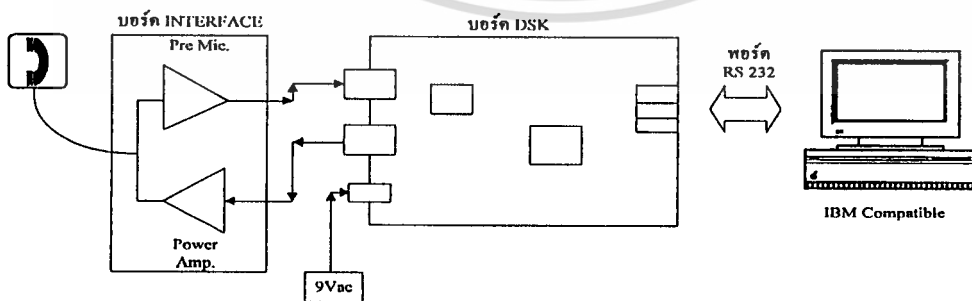 บอร์ด INTERFACE
Pre Mic.
Power
Amp.
บอร์ด DSK
9Vac
พอร์ต
RS 232
IBM Compatible